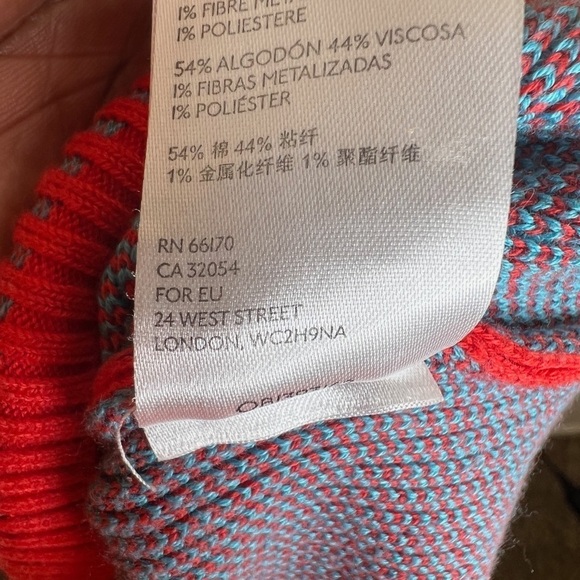 1% FIBRE
1% POLIESTERE
54% ALGODÓN 44% VISCOSA
1% FIBRAS METALIZADAS
1% POLIÉSTER
54% 棉 44% 粘纤
1% 金属化纤维 1% 聚酯纤维
RN 66170
CA 32054
FOR EU
24 WEST STREET
LONDON, WC2H9NA